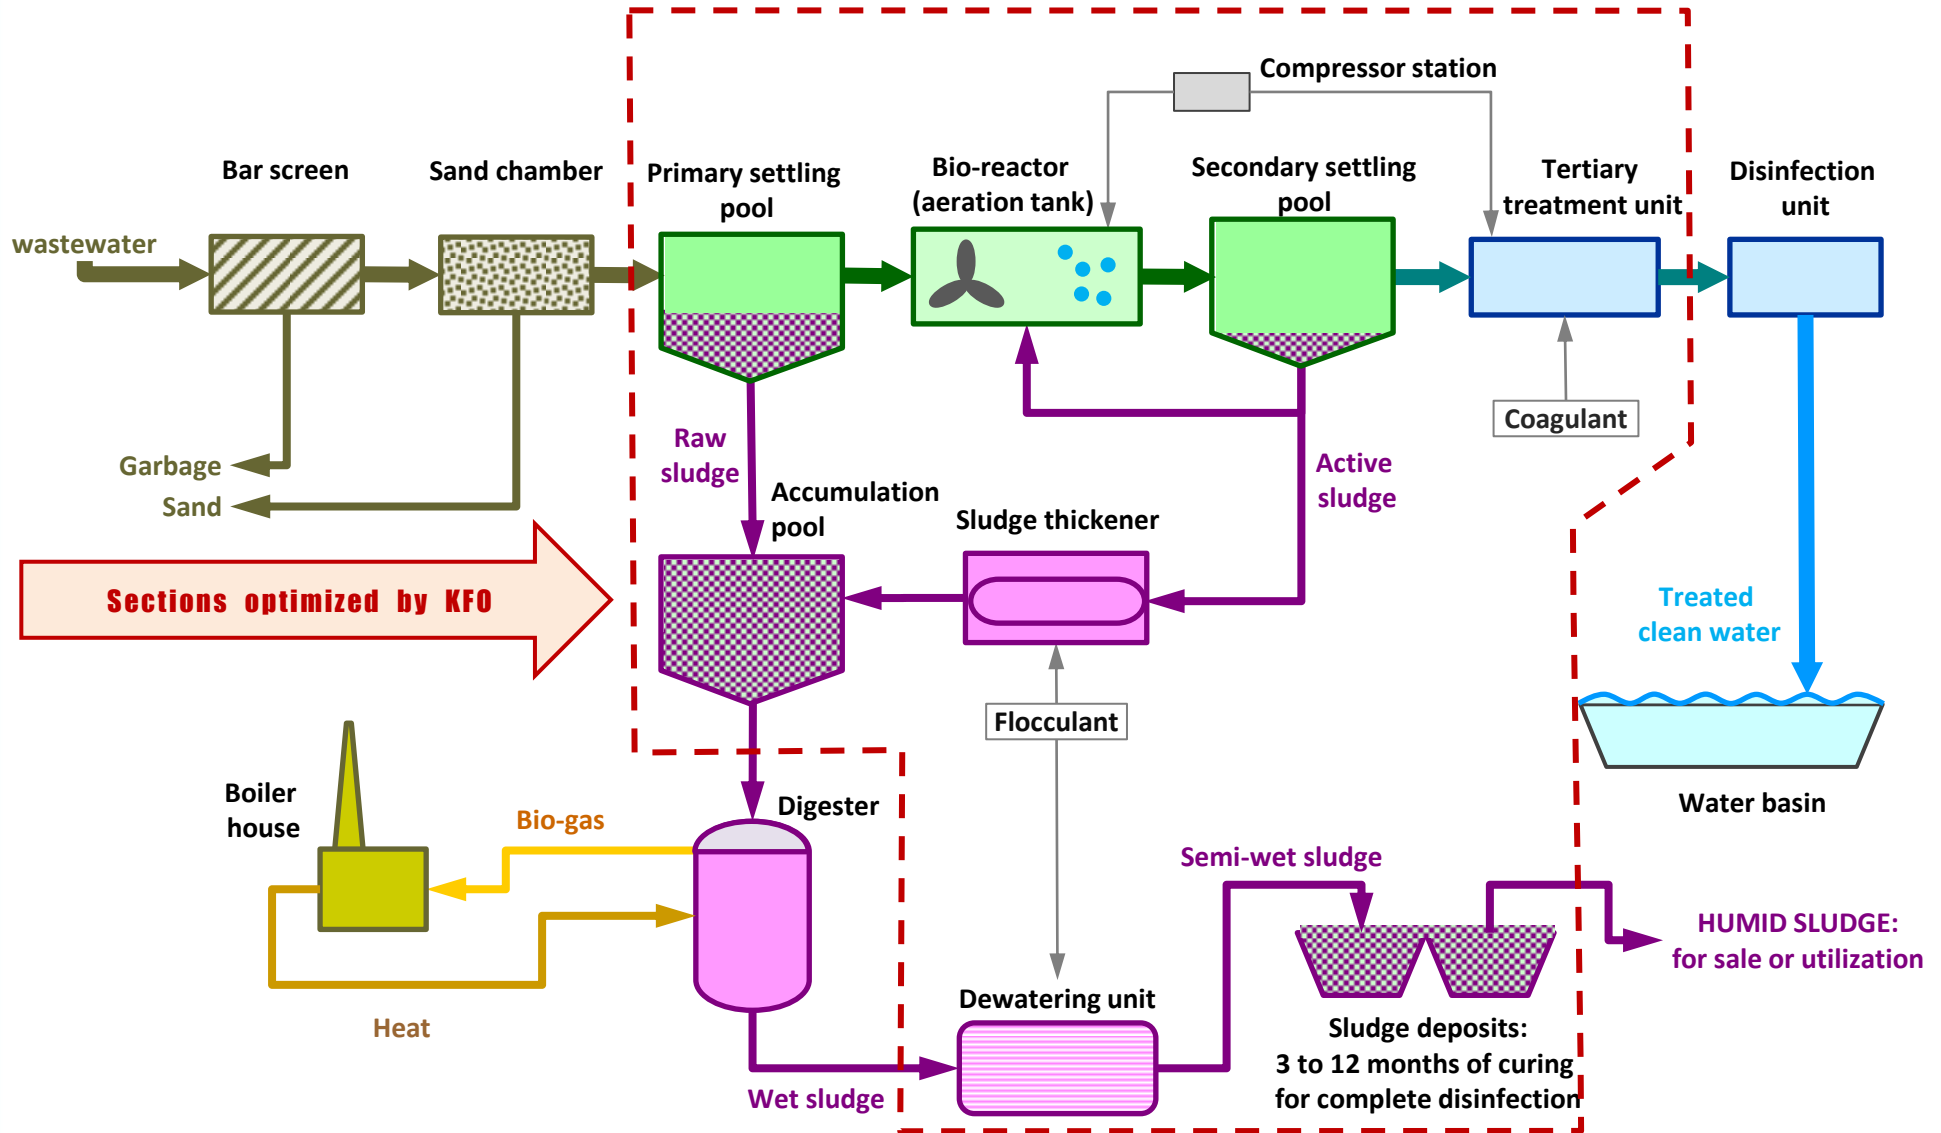 Compressor station
Bar screen
Sand chamber
Primary settling
pool
Bio-reactor
(aeration tank)
Secondary settling
pool
Tertiary
treatment unit
Disinfection
unit
wastewater
Garbage
Sand
Raw
sludge
Accumulation
pool
Sludge thickener
Active
sludge
Coagulant
Sections optimized by KFO
Treated
clean water
Flocculant
Water basin
Boiler
house
Bio-gas
Digester
Heat
Semi-wet sludge
HUMID SLUDGE:
for sale or utilization
Dewatering unit
Wet sludge
Sludge deposits:
3 to 12 months of curing
for complete disinfection